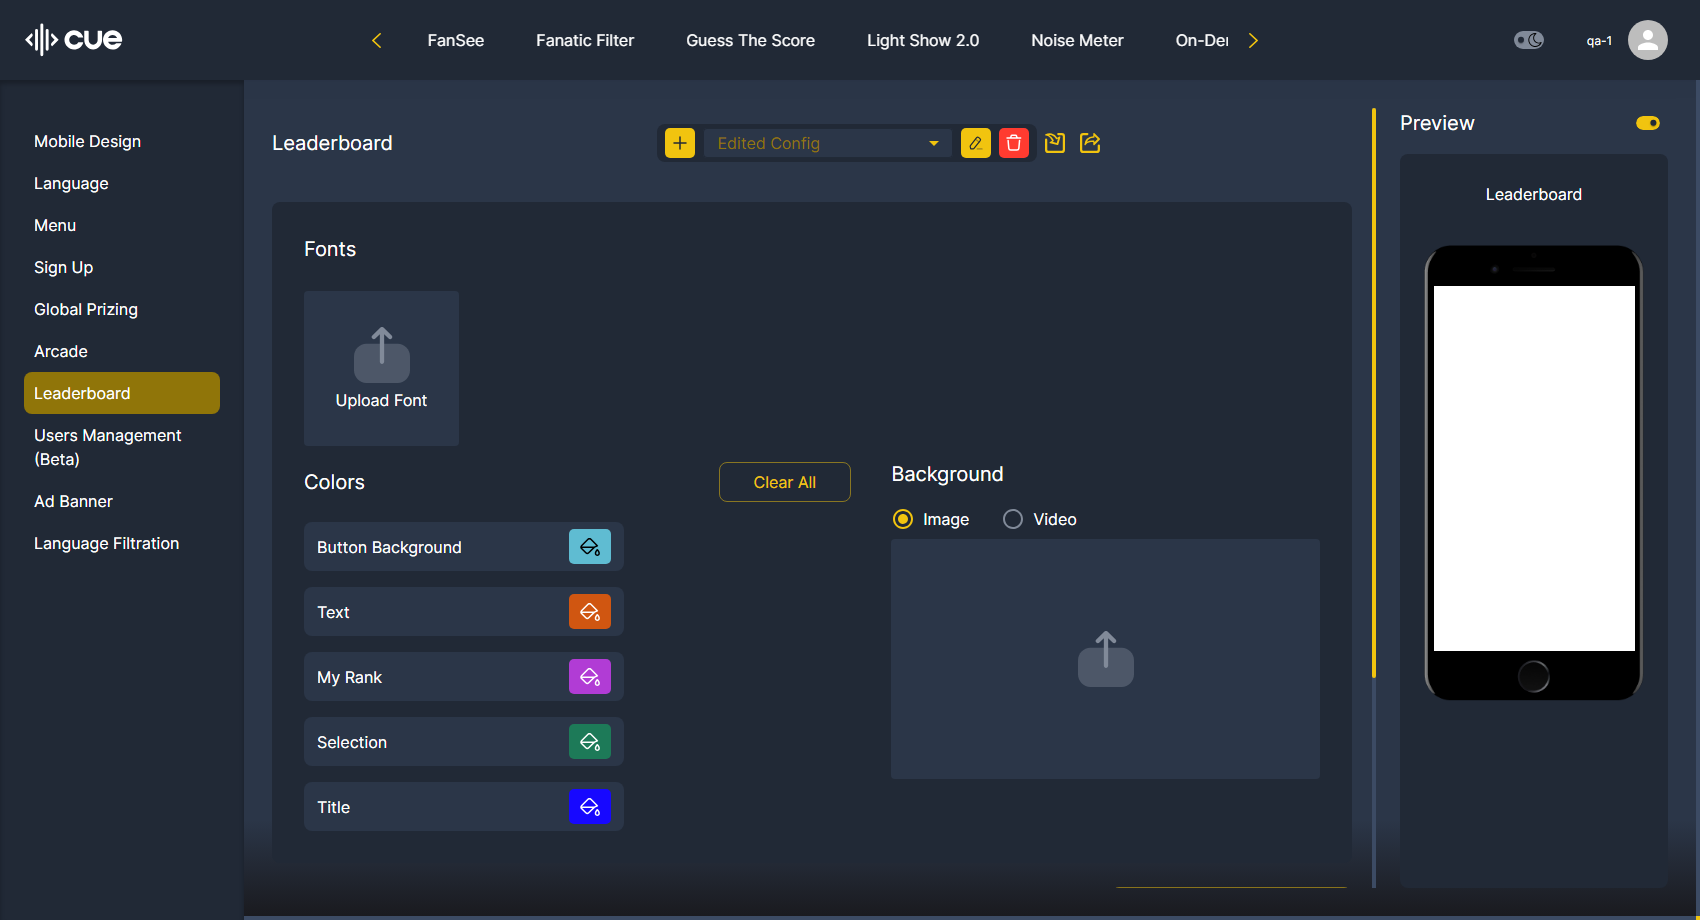 cue
FanSee
Fanatic Filter
Guess The Score
Light Show 2.0
Noise Meter
On-Der
qa-1
Mobile Design
Language
Menu
Sign Up
Global Prizing
Arcade
Leaderboard
Users Management
(Beta)
Ad Banner
Language Filtration
Leaderboard
Edited Config
Fonts
Upload Font
Colors
Clear All
Button Background
Text
My Rank
Selection
Title
Background
Image
Video
Preview
Leaderboard